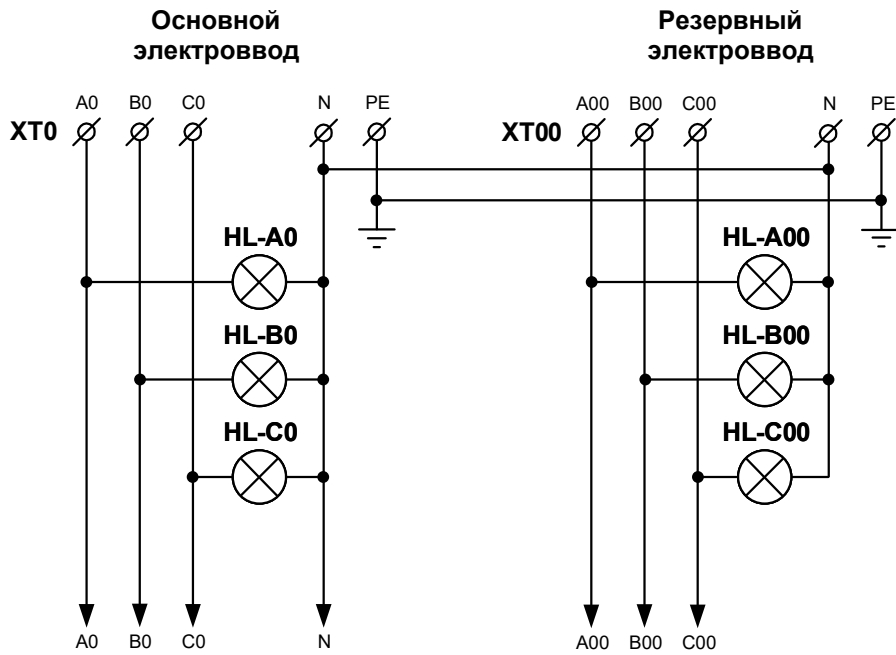 Основной
электроввод
Резервный
электроввод
A0 B0 C0 N PE
A00 B00 C00 N PE
XT0
XT00
HL-A0
HL-A00
HL-B0
HL-B00
HL-C0
HL-C00
A0 B0 C0 N
A00 B00 C00